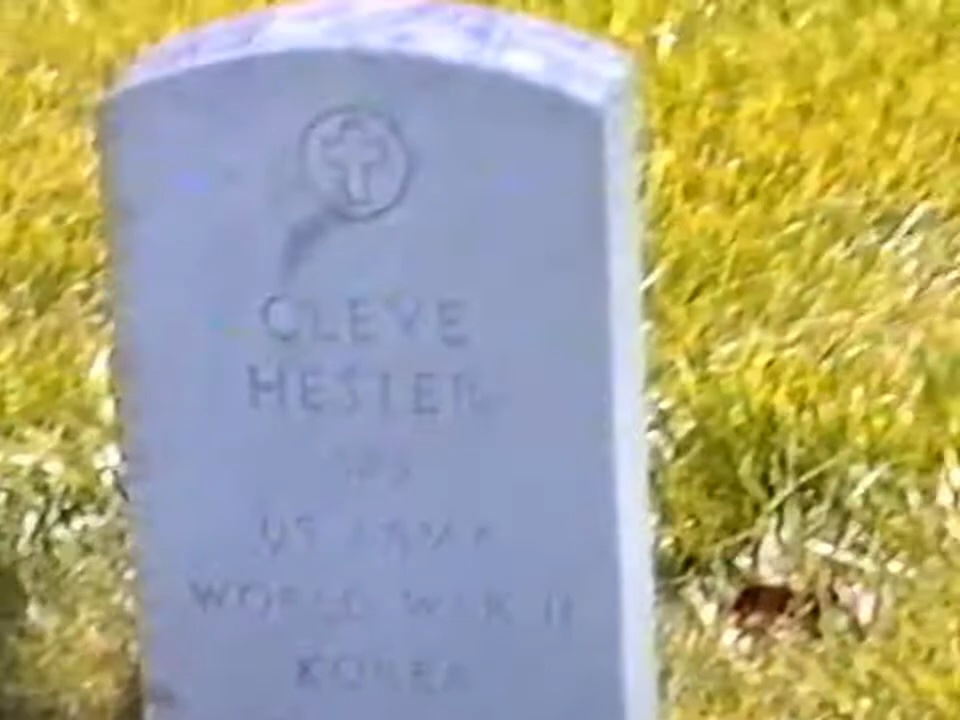 CLEVE
HESTER
US ARMY
WORLD WAR II
KOREA